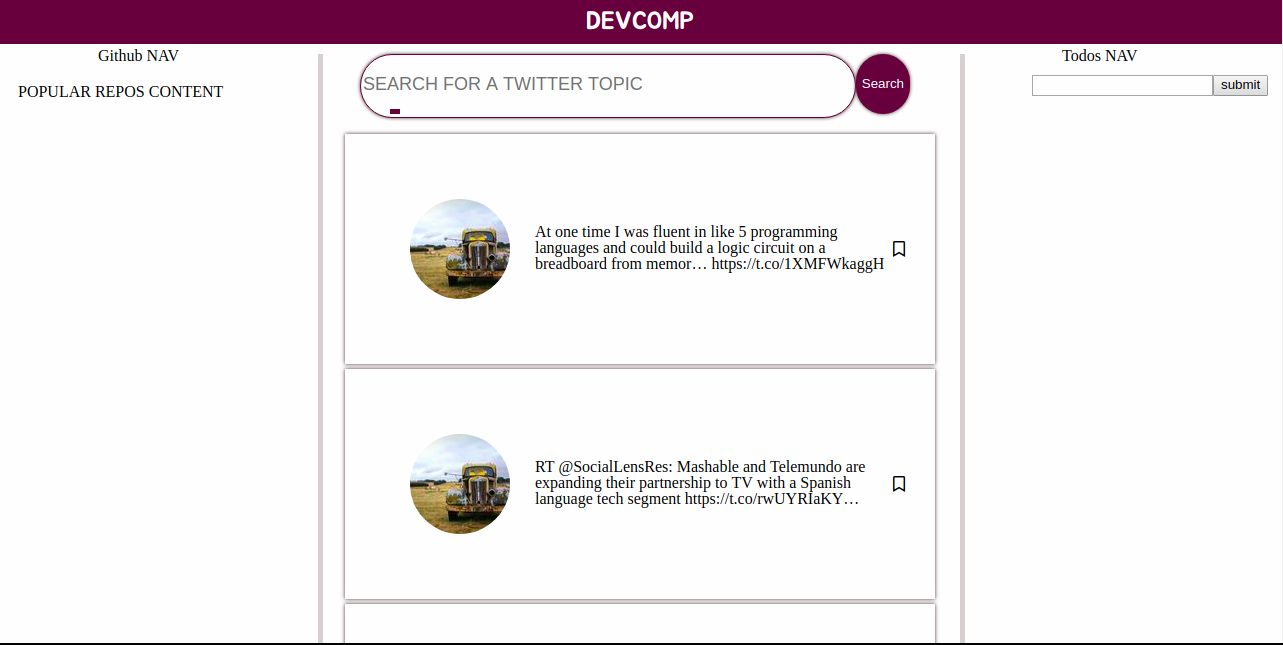 DEVCOMP
Github NAV
POPULAR REPOS CONTENT
SEARCH FOR A TWITTER TOPIC
Search
At one time I was fluent in like 5 programming
languages and could build a logic circuit on a
breadboard from memor… https://t.co/1XMFWkaggH
RT @SocialLensRes: Mashable and Telemundo are
expanding their partnership to TV with a Spanish
language tech segment https://t.co/rwUYRIaKY…
Todos NAV
submit